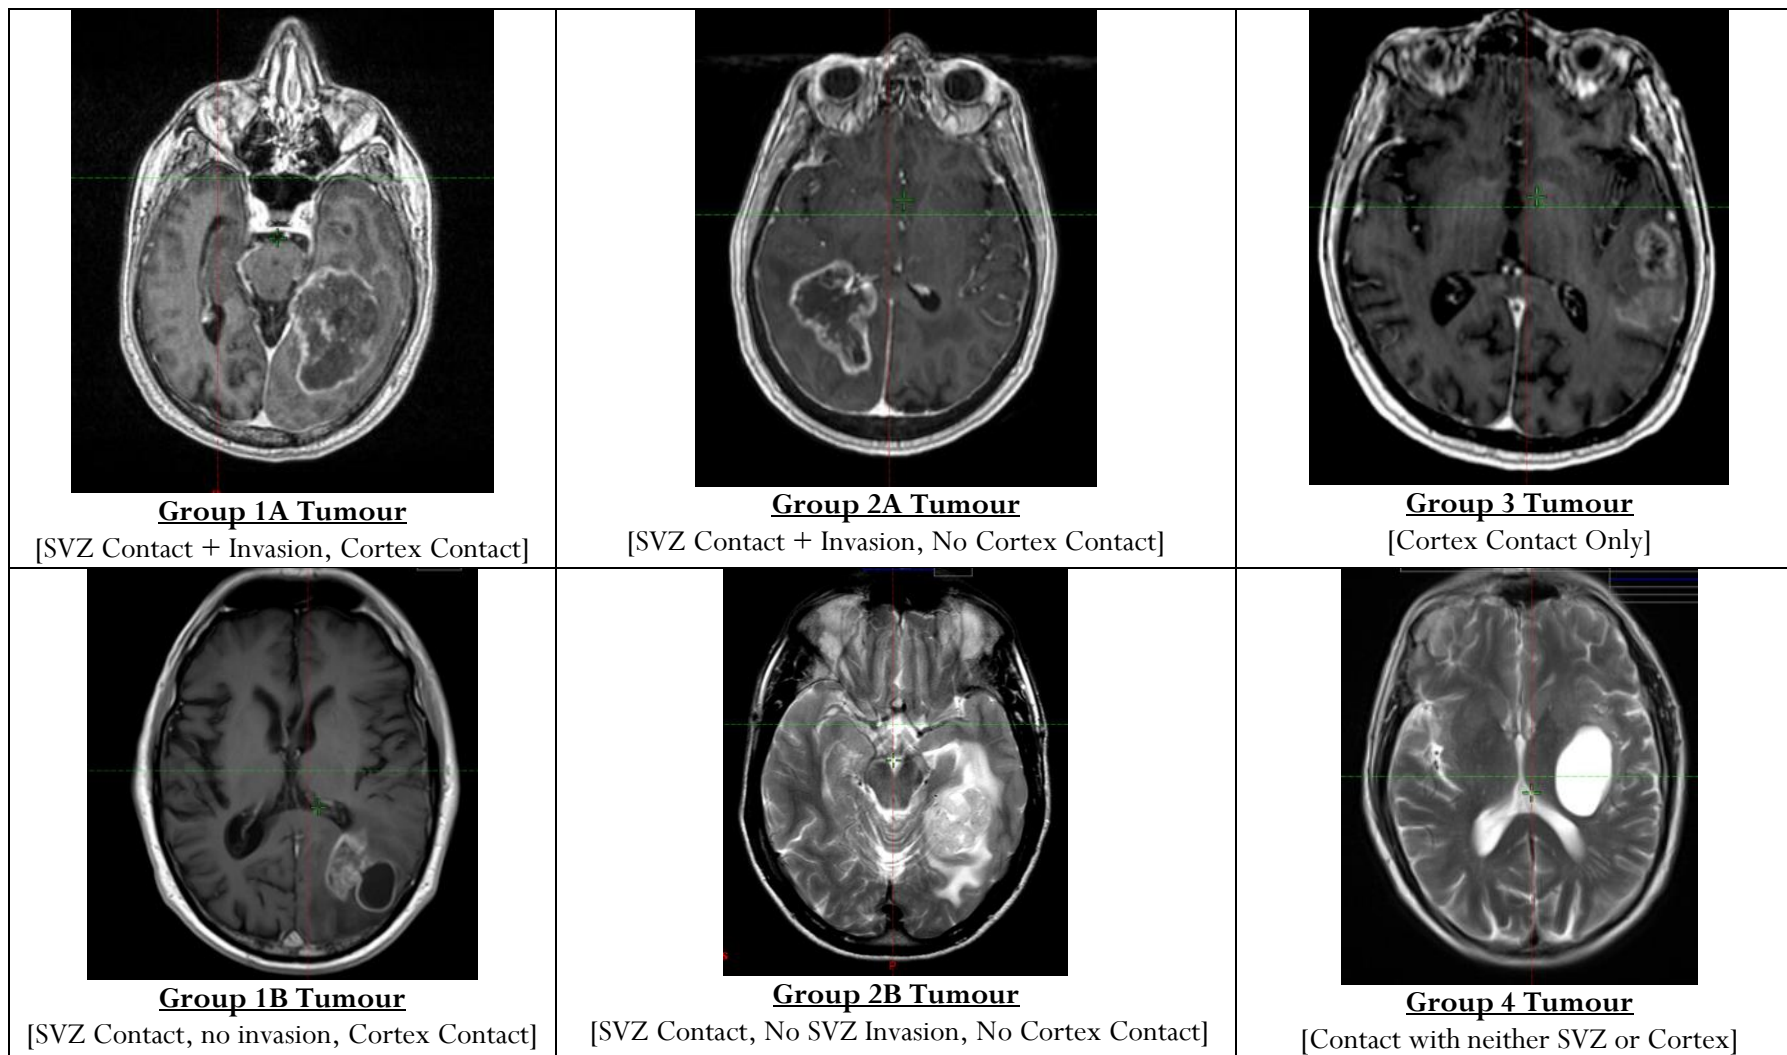 Group 1A Tumour
[SVZ Contact + Invasion, Cortex Contact]
Group 2A Tumour
[SVZ Contact + Invasion, No Cortex Contact]
Group 3 Tumour
[Cortex Contact Only]
Group 1B Tumour
[SVZ Contact, no invasion, Cortex Contact]
Group 2B Tumour
[SVZ Contact, No SVZ Invasion, No Cortex Contact]
Group 4 Tumour
[Contact with neither SVZ or Cortex]